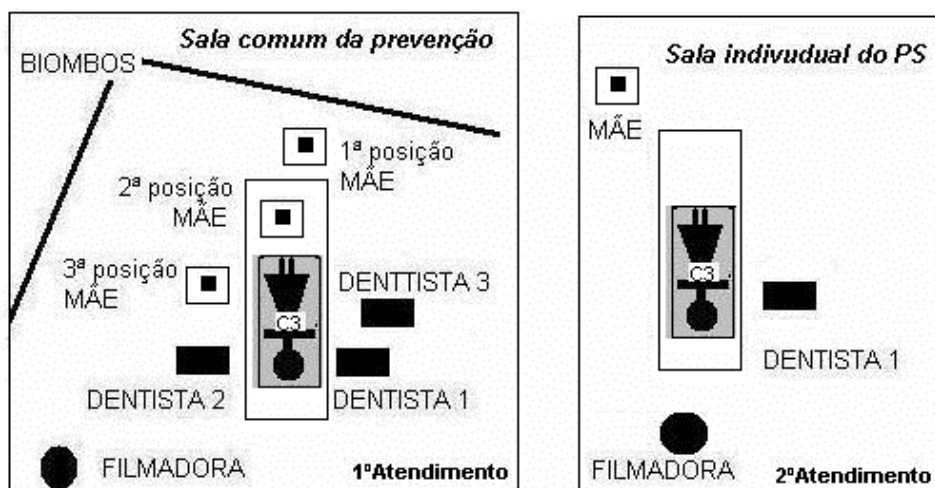 Sala comum da prevenção
BIOMBOS
1ª posição
MÃE
2ª posição
MÃE
3ª posição
MÃE
DENTTISTA 3
C3
DENTISTA 2
DENTISTA 1
FILMADORA
1ºAtendimento
Sala indivudual do PS
MÃE
C3
DENTISTA 1
FILMADORA
2ºAtendimento